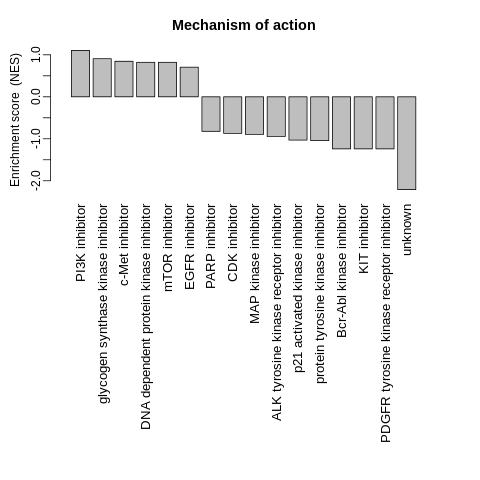 Mechanism of action
Enrichment score (NES)
1.0
0.0
-1.0
-2.0
PI3K inhibitor
glycogen synthase kinase inhibitor
c-Met inhibitor
DNA dependent protein kinase inhibitor
mTOR inhibitor
EGFR inhibitor
PARP inhibitor
CDK inhibitor
MAP kinase inhibitor
ALK tyrosine kinase receptor inhibitor
p21 activated kinase inhibitor
protein tyrosine kinase inhibitor
Bcr-Abl kinase inhibitor
KIT inhibitor
PDGFR tyrosine kinase receptor inhibitor
unknown